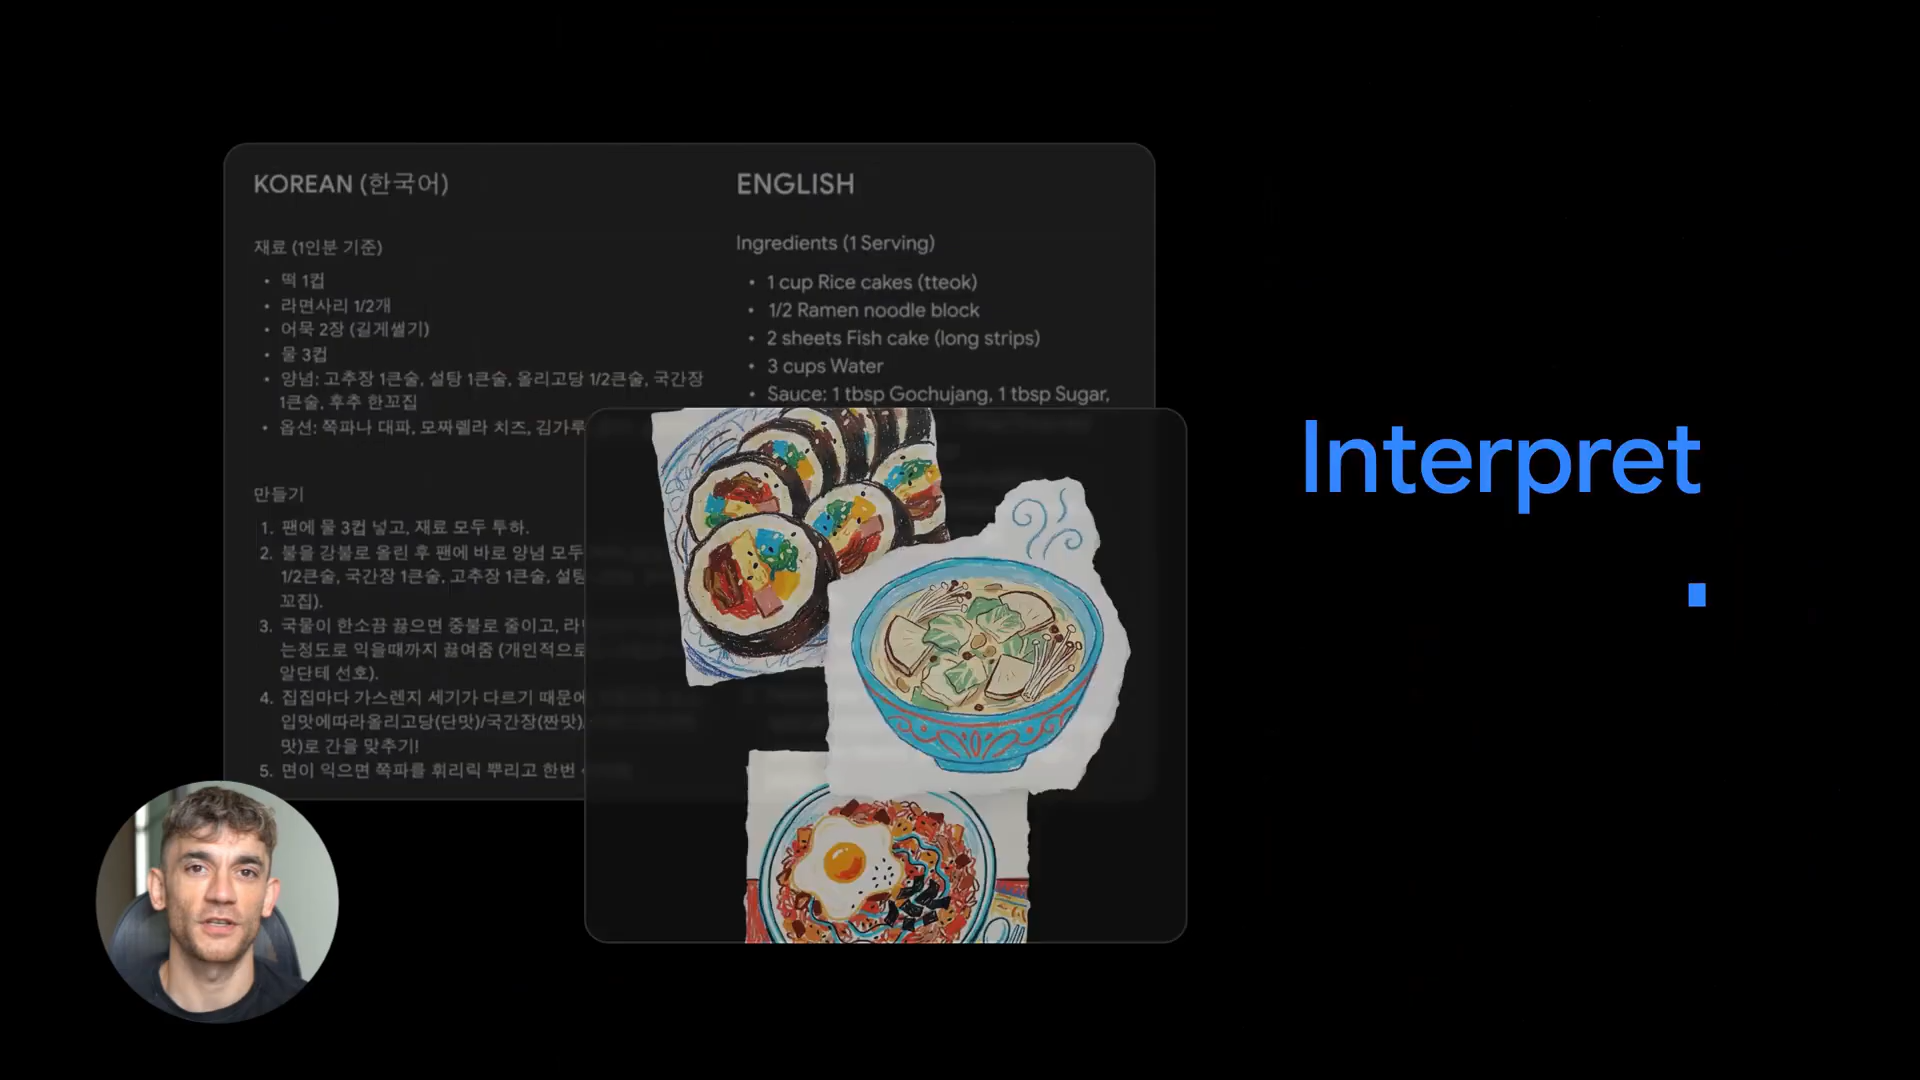 KOREAN (한국어)
재료 (1인분 기준)
• 떡 1컵
• 라면사리 1/2개
• 어묵 2장 (길게썰기)
• 물 3컵
• 양념: 고추장 1큰술, 설탕 1큰술, 올리고당 1/2큰술, 국간장
1큰술, 후추 한꼬집
• 옵션: 쪽파나 대파, 모짜렐라 치즈, 김가루
만들기
1. 팬에 물 3컵 넣고, 재료 모두 투하.
2. 불을 강불로 올린 후 팬에 바로 양념 모두
1/2큰술, 국간장 1큰술, 고추장 1큰술, 설탕
꼬집).
3. 국물이 한소끔 끓으면 중불로 줄이고,
는정도로 익을때까지 끓여줌 (개인적으로
알단테 선호).
4. 집집마다 가스렌지 세기가 다르기 때문에
입맛에따라올리고당(단맛)/국간장(짠맛)
맛)로 간을 맞추기!
5. 면이 익으면 쪽파를 휘리릭 뿌리고 한번
ENGLISH
Ingredients (1 Serving)
• 1 cup Rice cakes (tteok)
• 1/2 Ramen noodle block
• 2 sheets Fish cake (long strips)
• 3 cups Water
• Sauce: 1 tbsp Gochujang, 1 tbsp Sugar,
Interpret